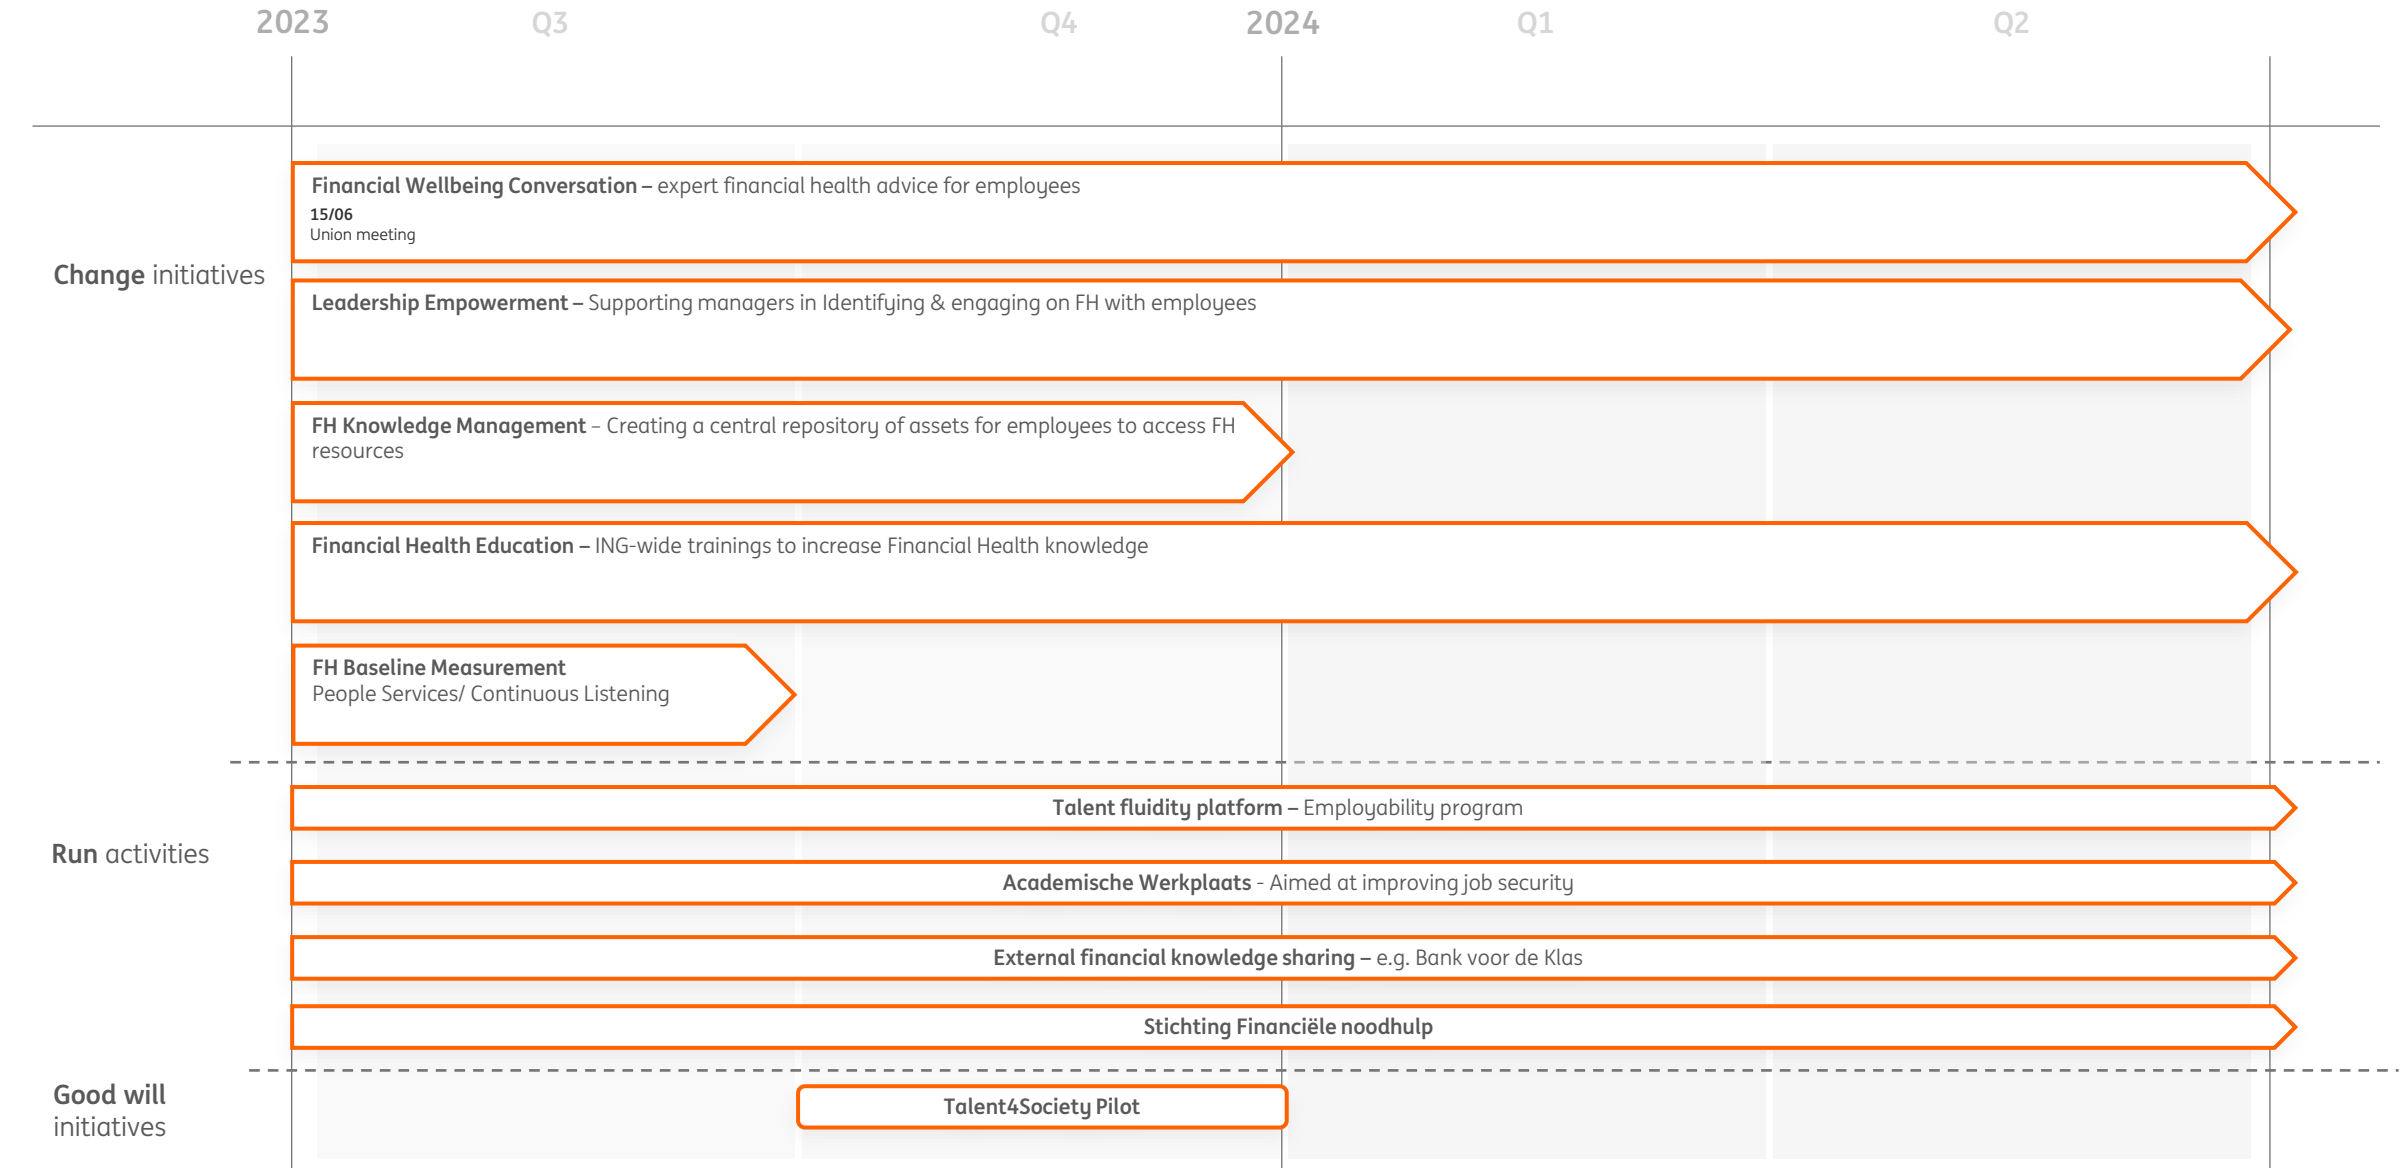 2023 Q3 Q4 2024 Q1 Q2
Financial Wellbeing Conversation – expert financial health advice for employees
15/06
Union meeting
Change initiatives
Leadership Empowerment – Supporting managers in Identifying & engaging on FH with employees
FH Knowledge Management – Creating a central repository of assets for employees to access FH
resources
Financial Health Education – ING-wide trainings to increase Financial Health knowledge
FH Baseline Measurement
People Services/ Continuous Listening
Talent fluidity platform – Employability program
Run activities
Academische Werkplaats - Aimed at improving job security
External financial knowledge sharing – e.g. Bank voor de Klas
Stichting Financiële noodhulp
Good will
initiatives
Talent4Society Pilot